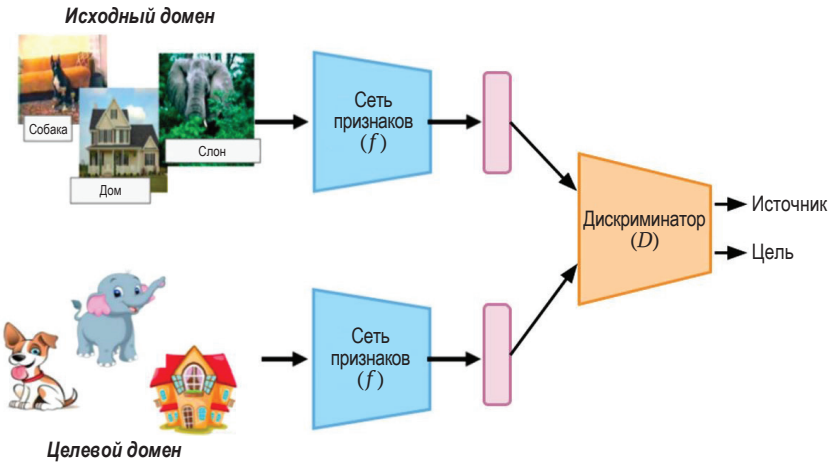 Исходный домен
Собака
Дом
Слон
Сеть
признаков
(f)
Дискриминатор
(D)
Источник
Цель
Сеть
признаков
(f)
Целевой домен